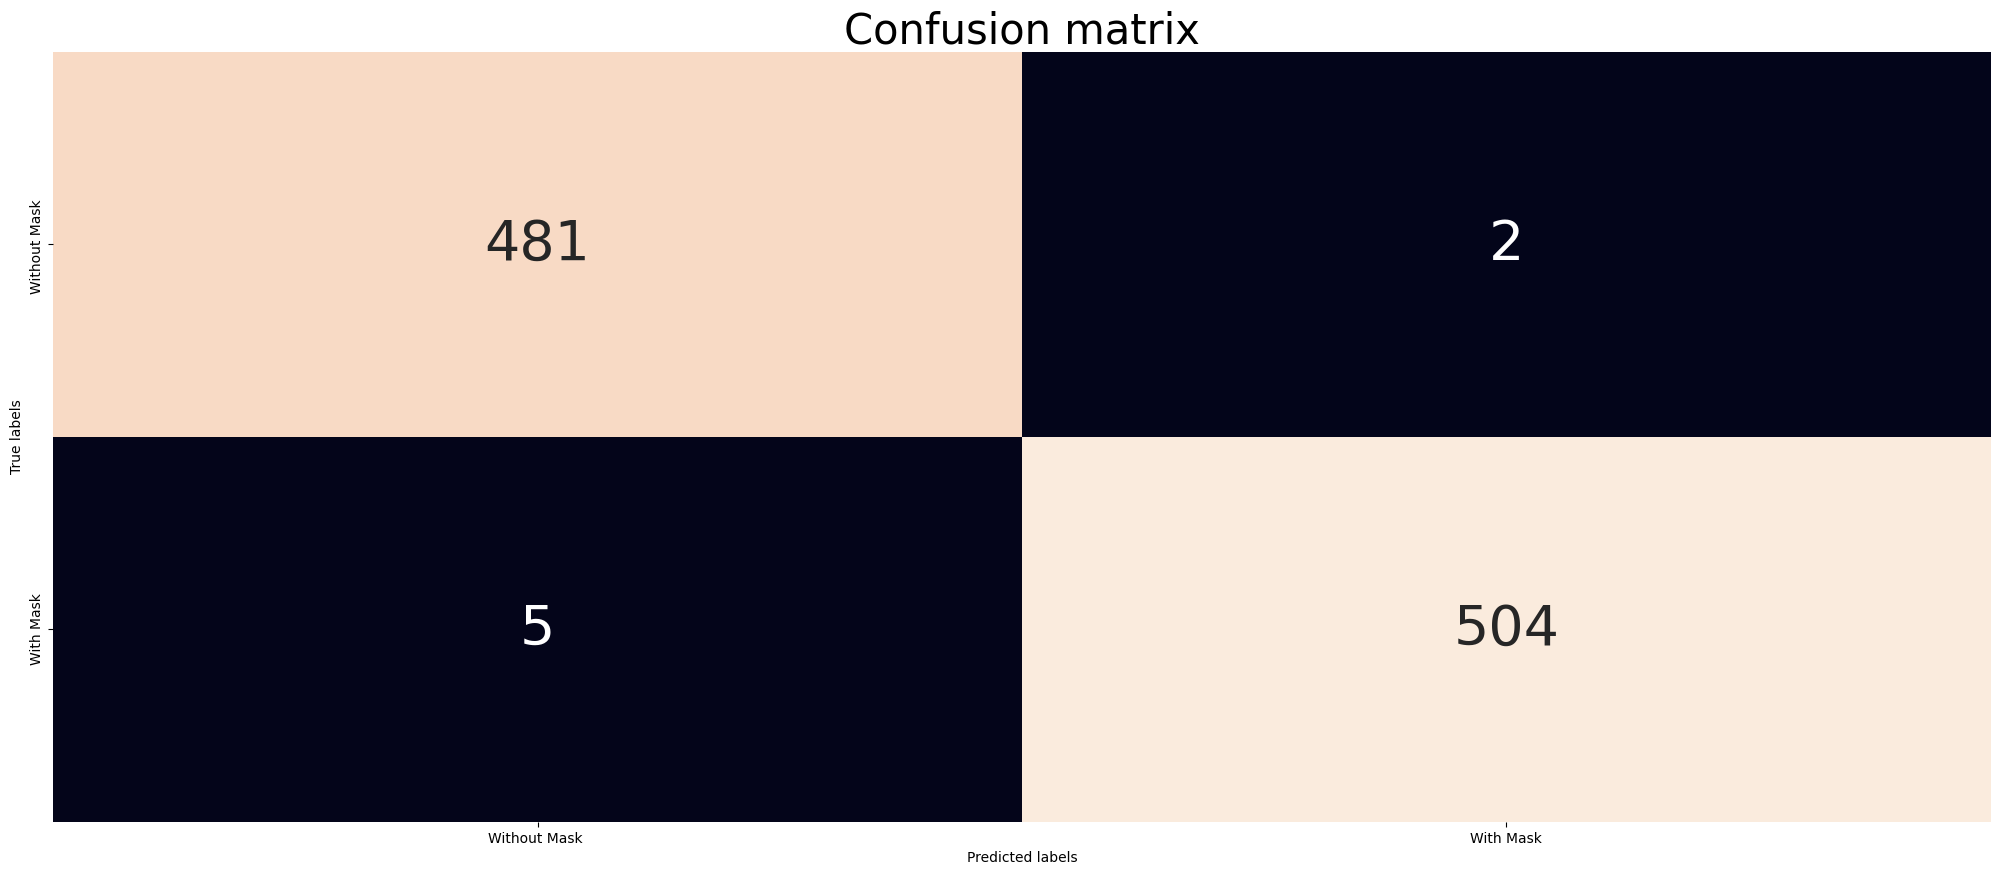 Confusion matrix
Without Mask
481
2
True labels
With Mask
5
504
Without Mask
With Mask
Predicted labels